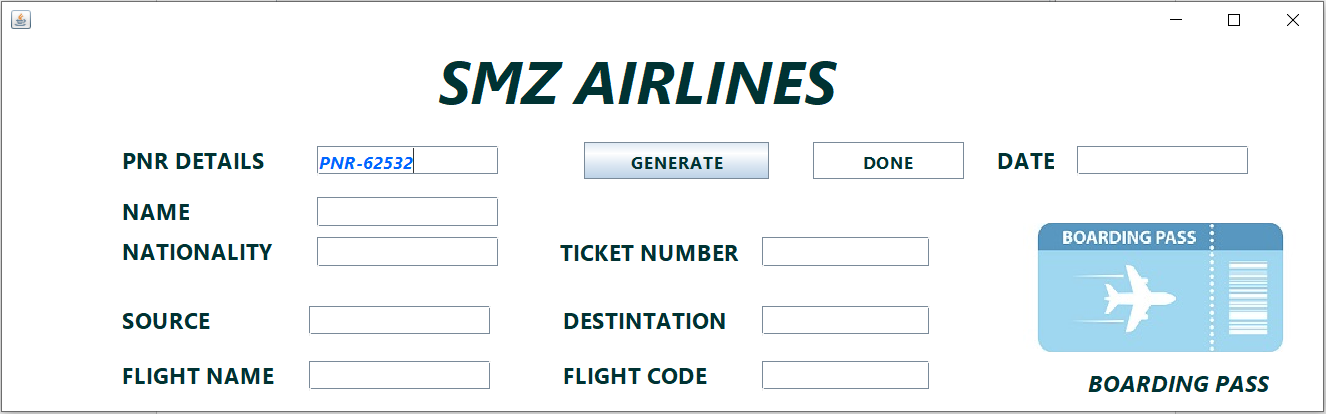 SMZ AIRLINES
PNR DETAILS PNR-62532 GENERATE DONE DATE
NAME
NATIONALITY TICKET NUMBER
BOARDING PASS
SOURCE DESTINTATION
FLIGHT NAME FLIGHT CODE
BOARDING PASS